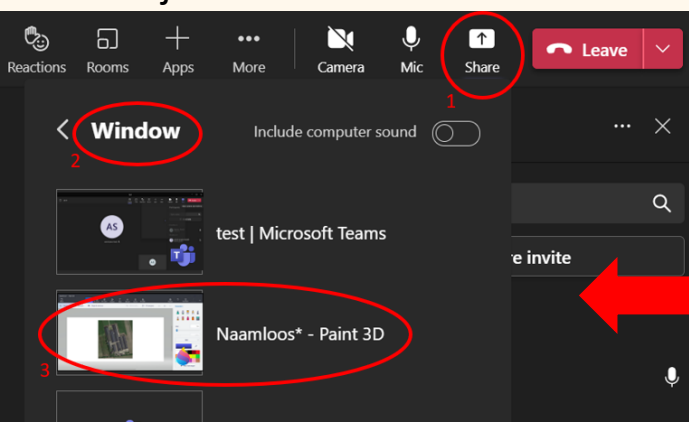 Reactions Rooms Apps More Camera Mic Share Leave
1
Window Include computer sound
2
AS
test | Microsoft Teams
re invite
Naamloos* - Paint 3D
3